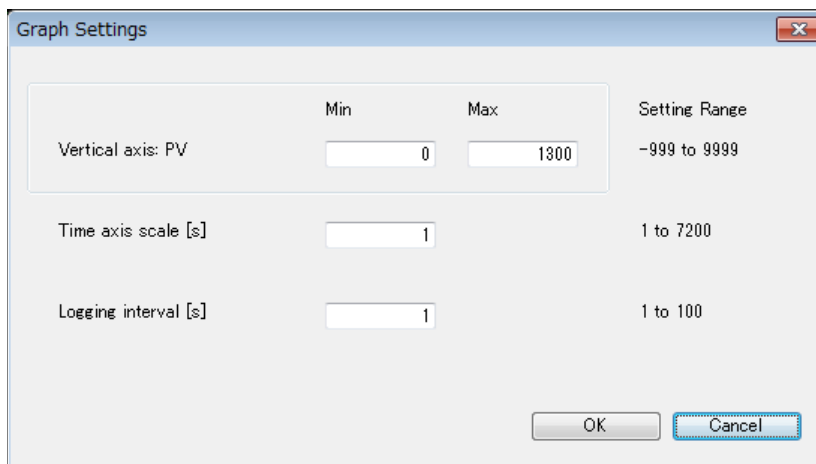 Graph Settings
Min Max Setting Range
Vertical axis: PV 0 1300 -999 to 9999
Time axis scale [s] 1 1 to 7200
Logging interval [s] 1 1 to 100
OK Cancel